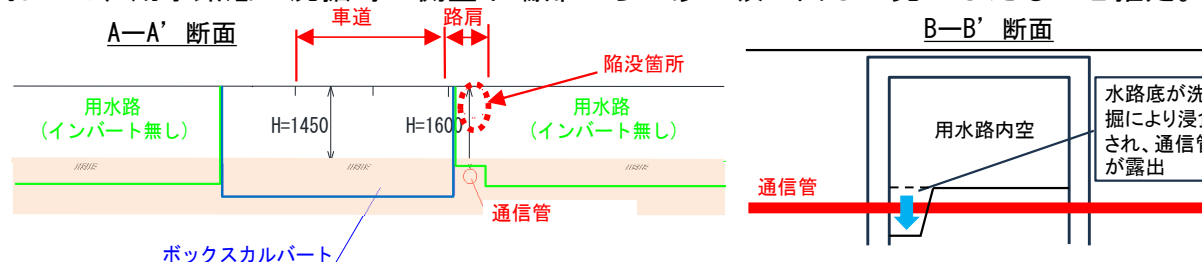 A―A’ 断面
車道
路肩
陥没箇所
用水路
(インバート無し)
H=1450
H=1600
用水路
(インバート無し)
通信管
ボックスカルバート
B―B’ 断面
用水路内空
水路底が洗
掘により浸食
され、通信管
が露出
通信管